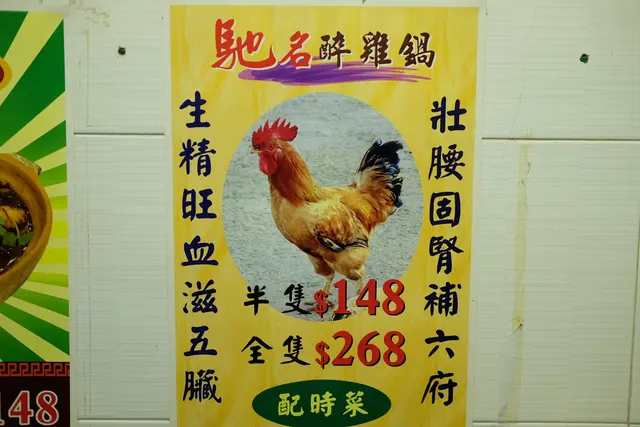 馳名醉雞鍋
壯腰固腎補六府
生精旺血滋五臟
半隻$148
全隻$268
配時菜
148